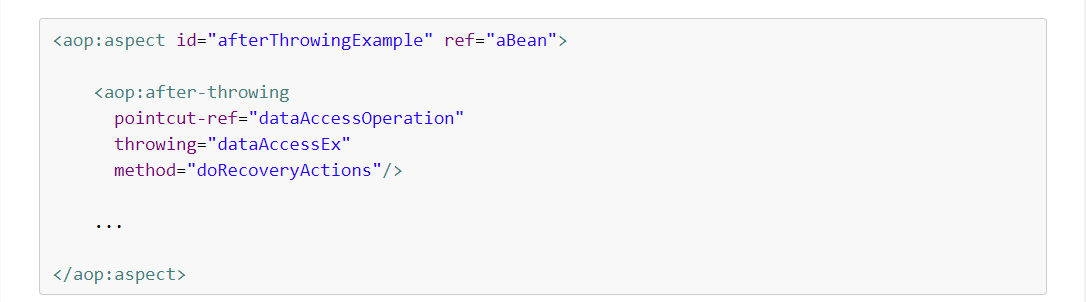 <aop:aspect id="afterThrowingExample" ref="aBean">
<aop:after-throwing
pointcut-ref="dataAccessOperation"
throwing="dataAccessEx"
method="doRecoveryActions"/>
...
</aop:aspect>